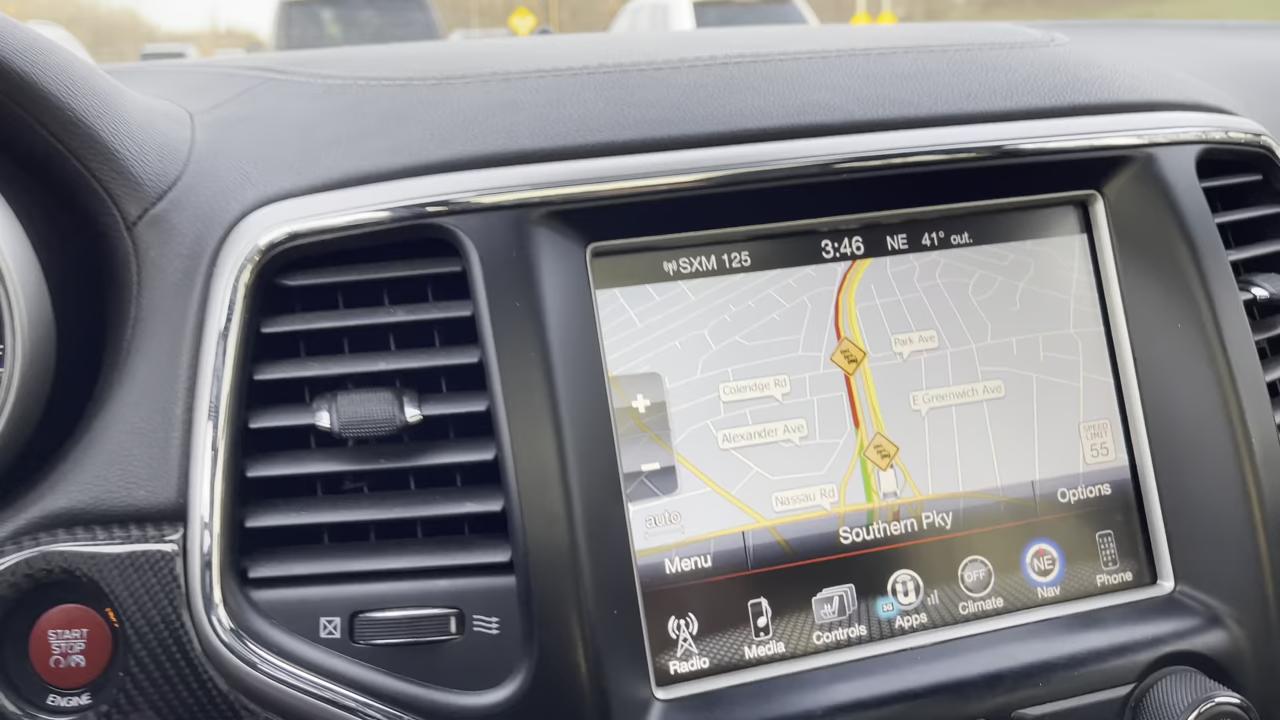 SXM 125
3:46
NE 41° out.
Park Ave
Coleridge Rd
E Greenwich Ave
Alexander Ave
SPEED
LIMIT
55
Nassau Rd
Options
auto
Southern Pky
Menu
NE
OFF
3G
Phone
Nav
Climate
Apps
Controls
Media
Radio
START
STOP
ENGINE